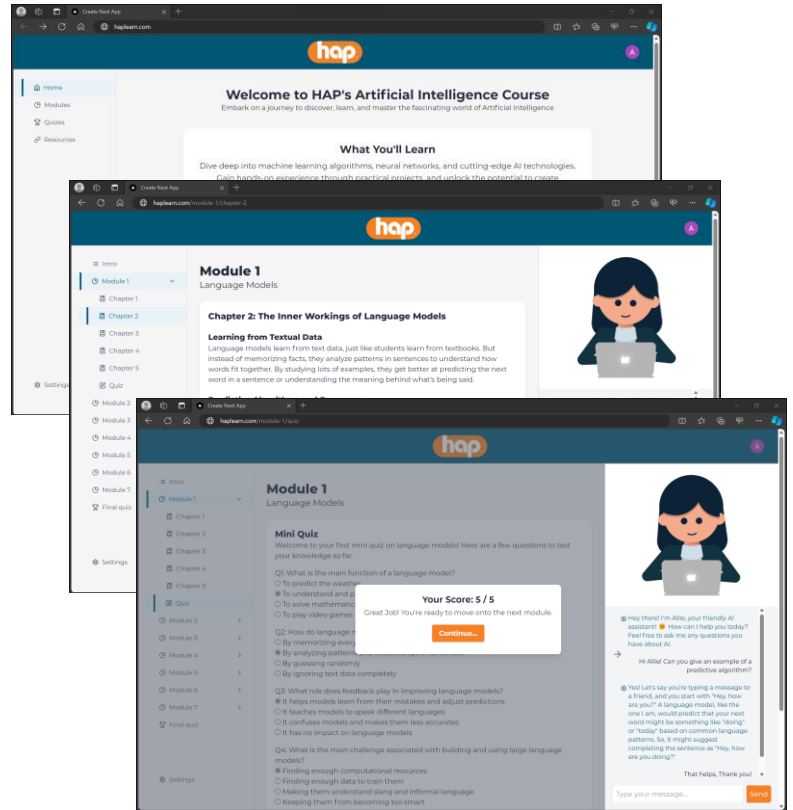 Create Next App
haplearn.com
hap
A
Home
Modules
Quizes
Resources
Settings
Welcome to HAP's Artificial Intelligence Course
Embark on a journey to discover, learn, and master the fascinating world of Artificial Intelligence
What You'll Learn
Dive deep into machine learning algorithms, neural networks, and cutting-edge AI technologies.
Gain hands-on experience through practical projects, and unlock the potential to create
Create Next App
haplearn.com/module-1/chapter-2
hap
A
Intro
Module 1
Chapter 1
Chapter 2
Chapter 3
Chapter 4
Chapter 5
Quiz
Module 2
Module 3
Module 4
Module 5
Module 6
Module 7
Final quiz
Settings
Module 1
Language Models
Chapter 2: The Inner Workings of Language Models
Learning from Textual Data
Language models learn from text data, just like students learn from textbooks. But
instead of memorizing facts, they analyze patterns in sentences to understand how
words fit together. By studying lots of examples, they get better at predicting the next
word in a sentence or understanding the meaning behind what's being said.
Create Next App
haplearn.com/module-1/quiz
hap
A
Intro
Module 1
Chapter 1
Chapter 2
Chapter 3
Chapter 4
Chapter 5
Quiz
Module 2
Module 3
Module 4
Module 5
Module 6
Module 7
Final quiz
Settings
Module 1
Language Models
Mini Quiz
Welcome to your first mini quiz on language models! Here are a few questions to test
your knowledge so far.
Q1: What is the main function of a language model?
To predict the weather
To understand and p
To solve mathematic
To play video games
Q2: How do language m
By memorizing every
By analyzing pattern
By guessing randomly
By ignoring text data completely
Q3: What role does feedback play in improving language models?
It helps models learn from their mistakes and adjust predictions
It teaches models to speak different languages
It confuses models and makes them less accurate
It has no impact on language models
Q4: What is the main challenge associated with building and using large language
models?
Finding enough computational resources
Finding enough data to train them
Making them understand slang and informal language
Keeping them from becoming too smart
Your Score: 5 / 5
Great Job! You're ready to move onto the next module.
Continue...
Hey there! I'm Allie, your friendly AI
assistant! 😊 How can I help you today?
Feel free to ask me any questions you
have about AI.
Hi Allie! Can you give an example of a
predictive algorithm?
Yes! Let's say you're typing a message to
a friend, and you start with "Hey, how
are you?" A language model, like the
one I am, would predict that your next
word might be something like "doing"
or "today" based on common language
patterns. So, it might suggest
completing the sentence as "Hey, how
are you doing?"
That helps, Thank you!
Type your message...
Send